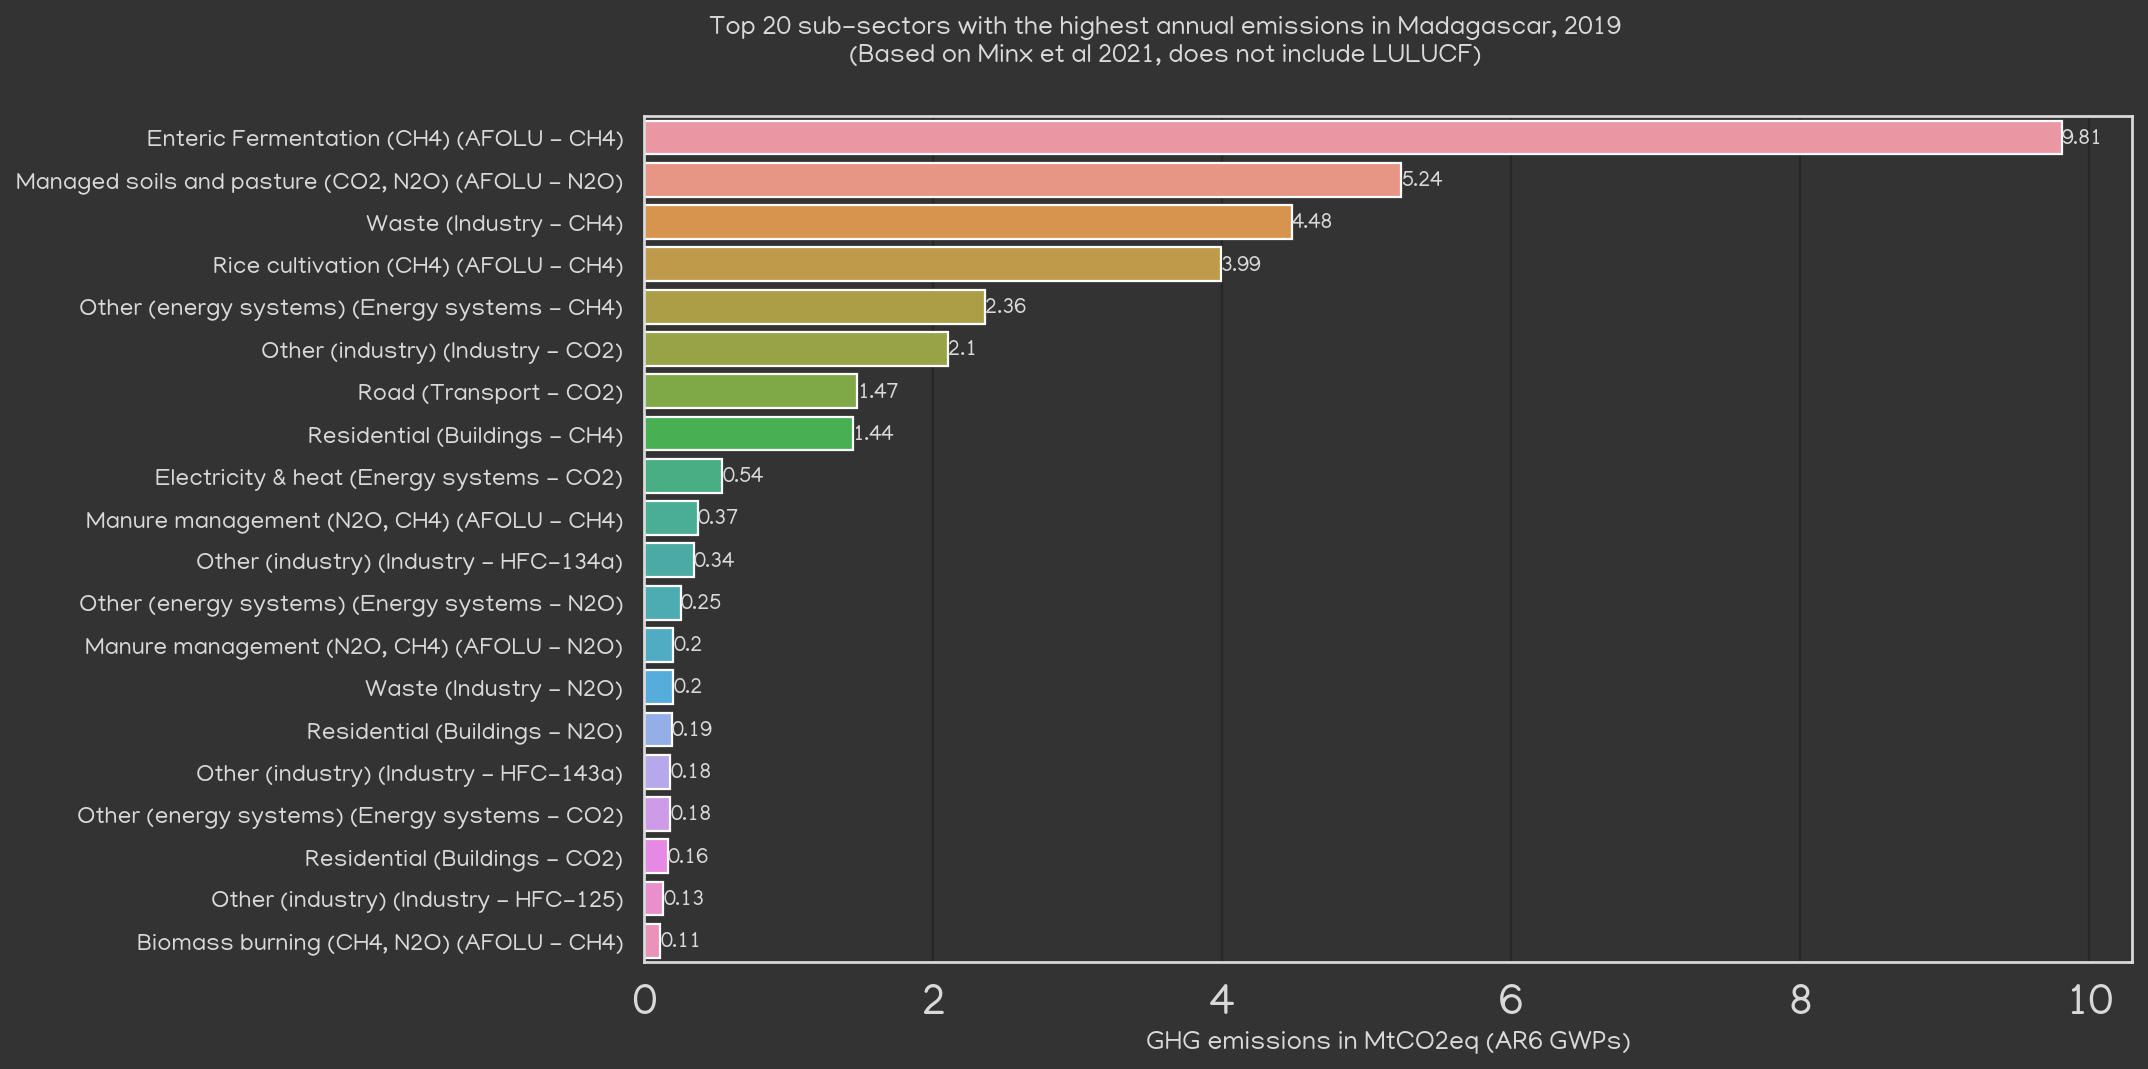 Top 20 sub-sectors with the highest annual emissions in Madagascar, 2019
(Based on Minx et al 2021, does not include LULUCF)
Enteric Fermentation (CH4) (AFOLU - CH4) 9.81
Managed soils and pasture (CO2, N2O) (AFOLU - N2O) 5.24
Waste (Industry - CH4) 4.48
Rice cultivation (CH4) (AFOLU - CH4) 3.99
Other (energy systems) (Energy systems - CH4) 2.36
Other (industry) (Industry - CO2) 2.1
Road (Transport - CO2) 1.47
Residential (Buildings - CH4) 1.44
Electricity & heat (Energy systems - CO2) 0.54
Manure management (N2O, CH4) (AFOLU - CH4) 0.37
Other (industry) (Industry - HFC-134a) 0.34
Other (energy systems) (Energy systems - N2O) 0.25
Manure management (N2O, CH4) (AFOLU - N2O) 0.2
Waste (Industry - N2O) 0.2
Residential (Buildings - N2O) 0.19
Other (industry) (Industry - HFC-143a) 0.18
Other (energy systems) (Energy systems - CO2) 0.18
Residential (Buildings - CO2) 0.16
Other (industry) (Industry - HFC-125) 0.13
Biomass burning (CH4, N2O) (AFOLU - CH4) 0.11
0 2 4 6 8 10
GHG emissions in MtCO2eq (AR6 GWPs)